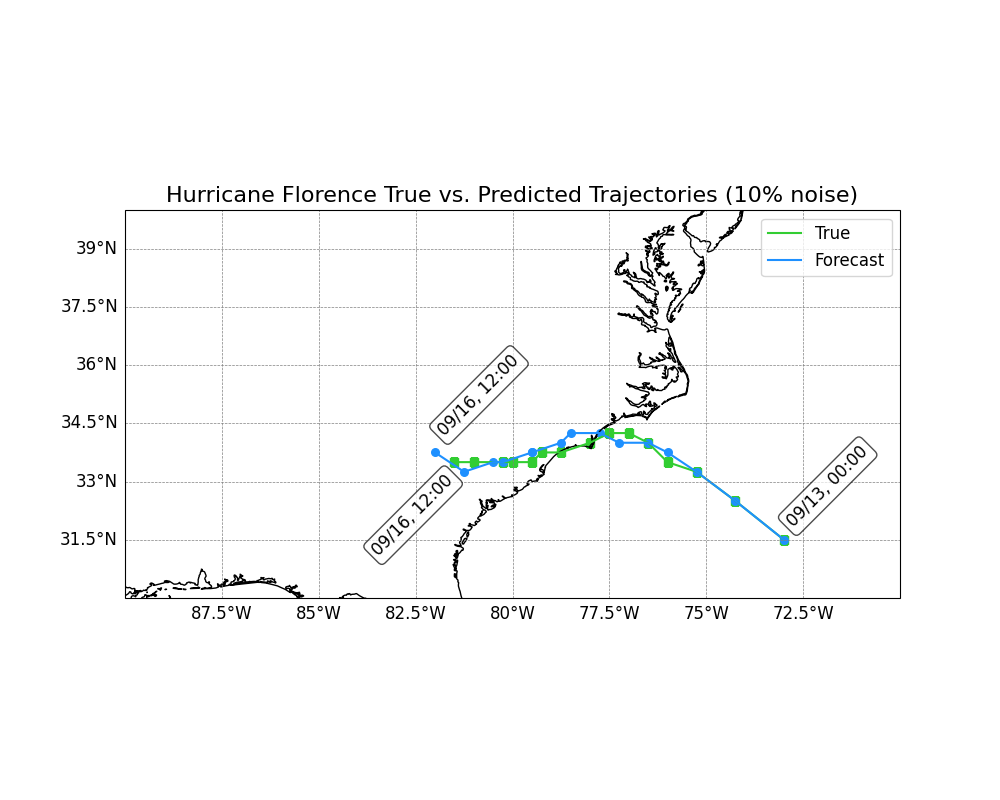 Hurricane Florence True vs. Predicted Trajectories (10% noise)
True
Forecast
39°N
37.5°N
36°N
34.5°N
33°N
31.5°N
09/16, 12:00
09/16, 12:00
09/13, 00:00
87.5°W
85°W
82.5°W
80°W
77.5°W
75°W
72.5°W